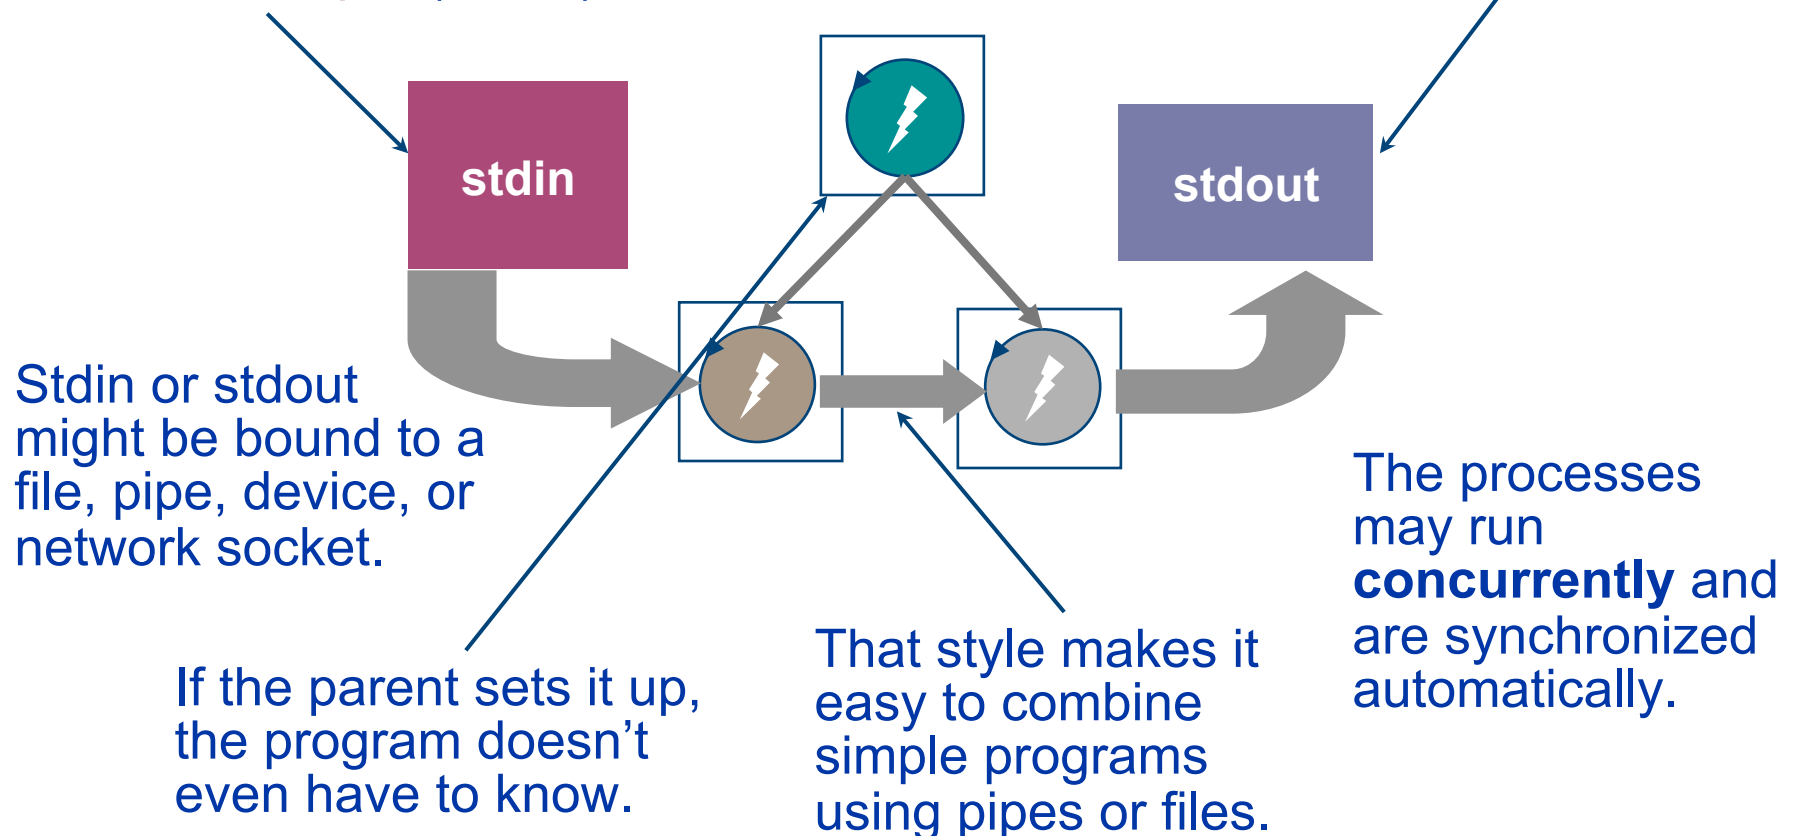 stdin
stdout
Stdin or stdout
might be bound to a
file, pipe, device, or
network socket.
If the parent sets it up,
the program doesn’t
even have to know.
That style makes it
easy to combine
simple programs
using pipes or files.
The processes
may run
concurrently and
are synchronized
automatically.